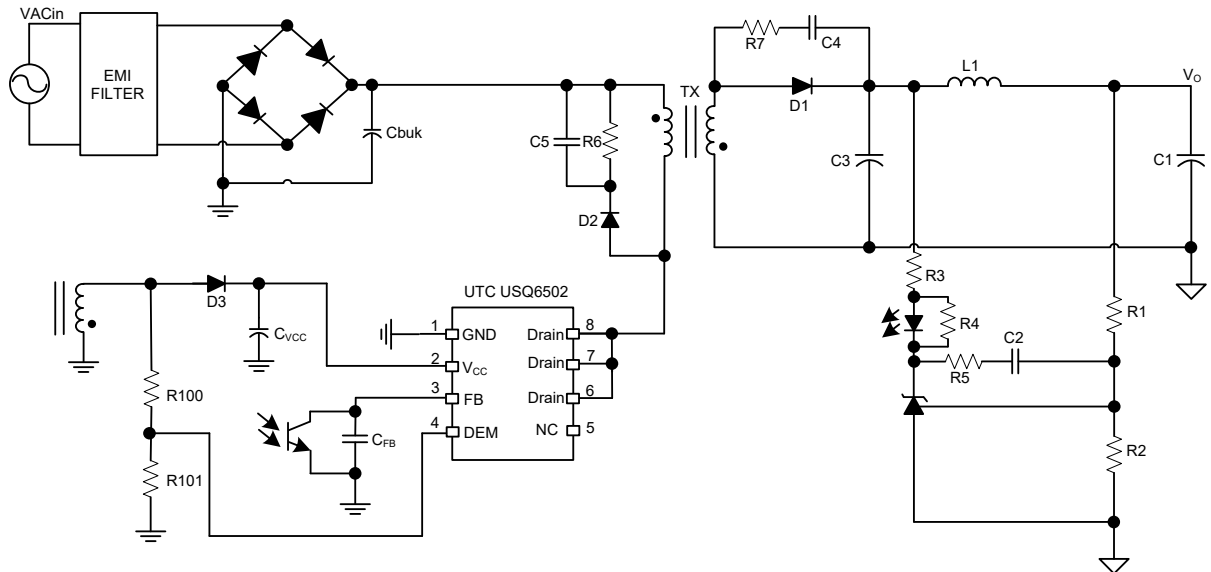 VACin
EMI
FILTER
Cbuk
C5
R6
D2
TX
R7
C4
D1
C3
L1
VO
C1
R3
R4
R5
C2
R1
R2
D3
CVCC
R100
R101
UTC USQ6502
1
GND
2
VCC
3
FB
4
DEM
Drain
8
Drain
7
Drain
6
NC
5
CFB